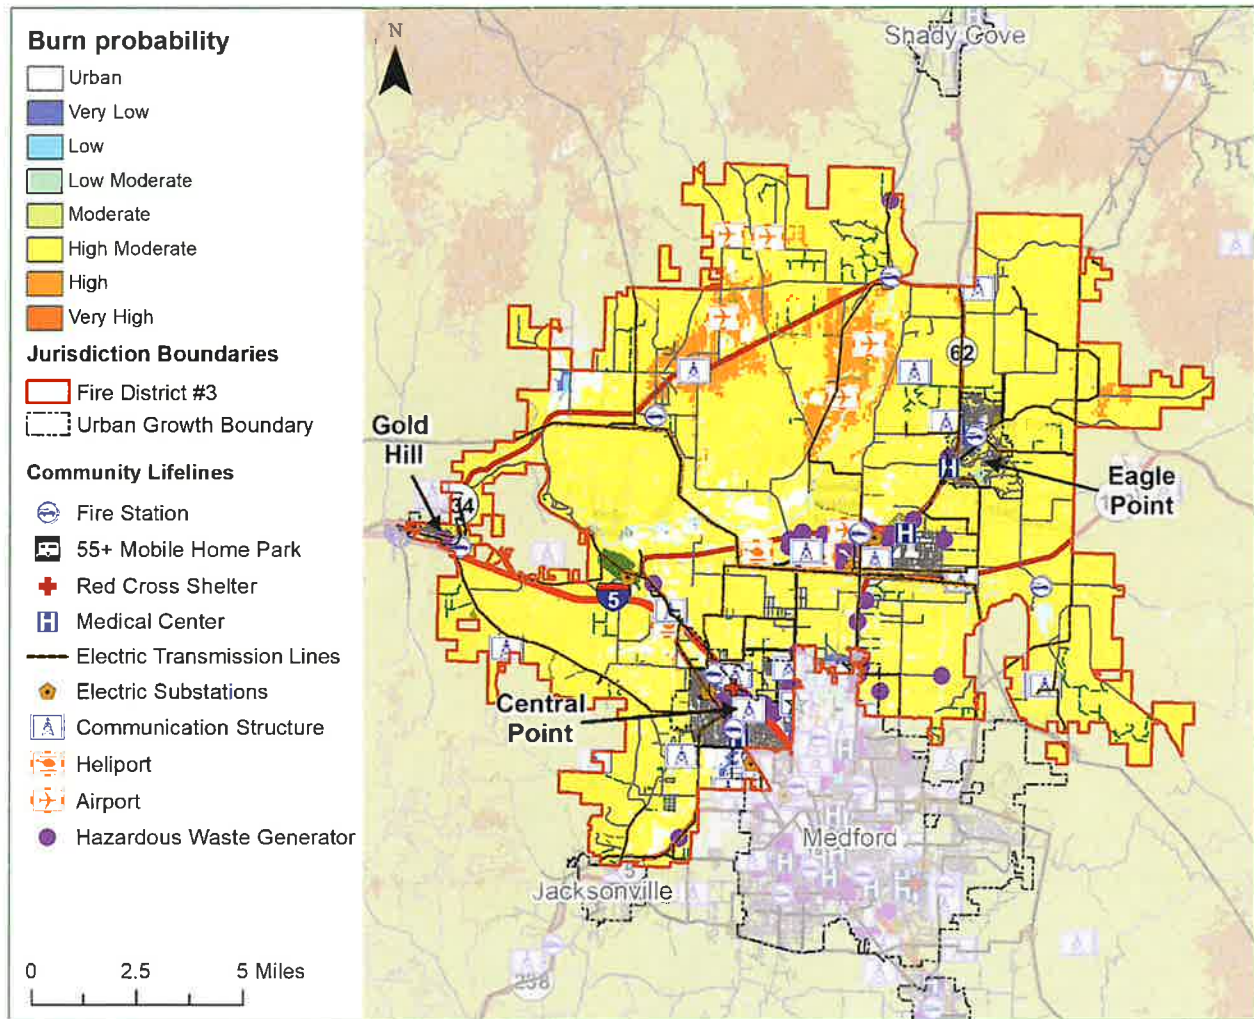 Burn probability
Urban
Very Low
Low
Low Moderate
Moderate
High Moderate
High
Very High
Jurisdiction Boundaries
Fire District #3
Urban Growth Boundary
Community Lifelines
Fire Station
55+ Mobile Home Park
Red Cross Shelter
H
Medical Center
Electric Transmission Lines
Electric Substations
Communication Structure
Heliport
Airport
Hazardous Waste Generator
0 2.5 5 Miles
N
Shady Cove
62
Gold
Hill
34
H
Eagle
Point
H
5
Central
Point
Medford
Jacksonville
238